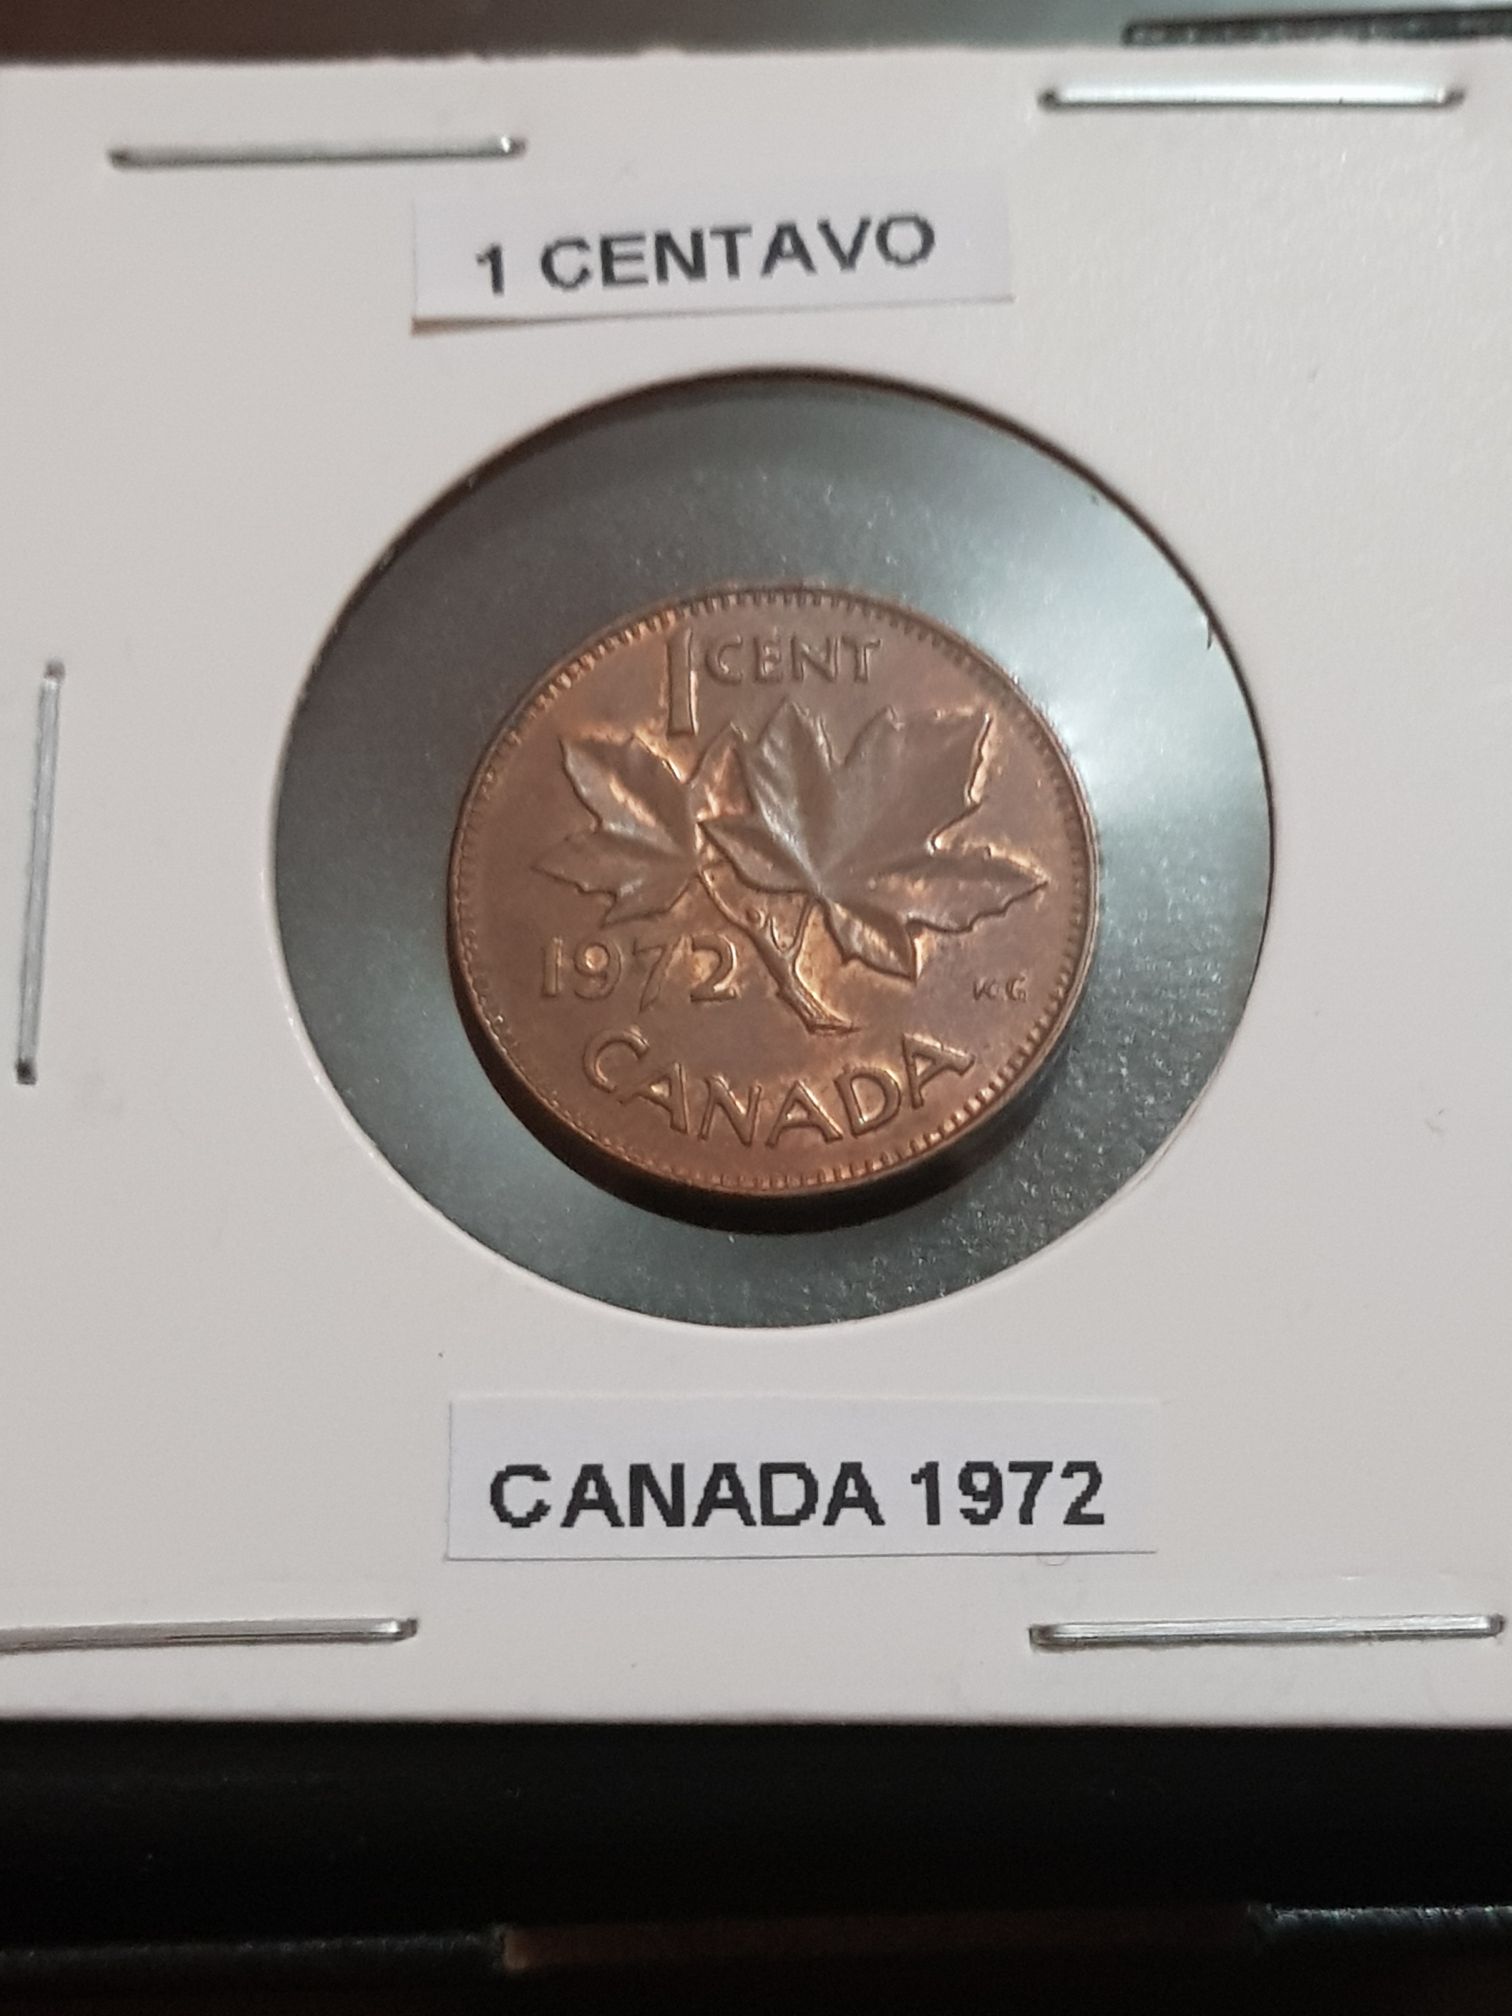 1 CENTAVO
1 CENT
1972
KG
CANADA
CANADA 1972